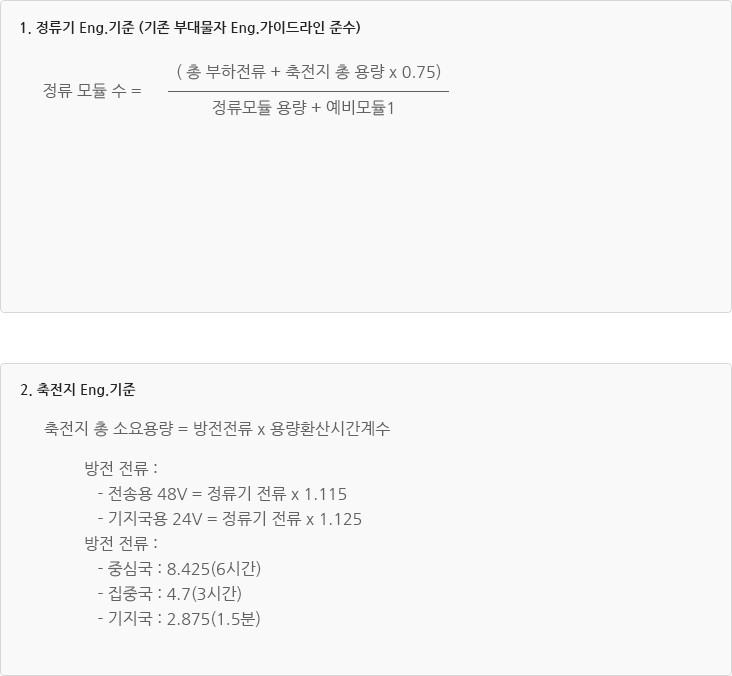 1. 정류기 Eng.기준 (기존 부대물자 Eng.가이드라인 준수)
( 총 부하전류 + 축전지 총 용량 x 0.75)
정류 모듈 수 =
정류모듈 용량 + 예비모듈1
2. 축전지 Eng.기준
축전지 총 소요용량 = 방전전류 x 용량환산시간계수
방전 전류 :
- 전송용 48V = 정류기 전류 x 1.115
- 기지국용 24V = 정류기 전류 x 1.125
방전 전류 :
- 중심국 : 8.425(6시간)
- 집중국 : 4.7(3시간)
- 기지국 : 2.875(1.5분)